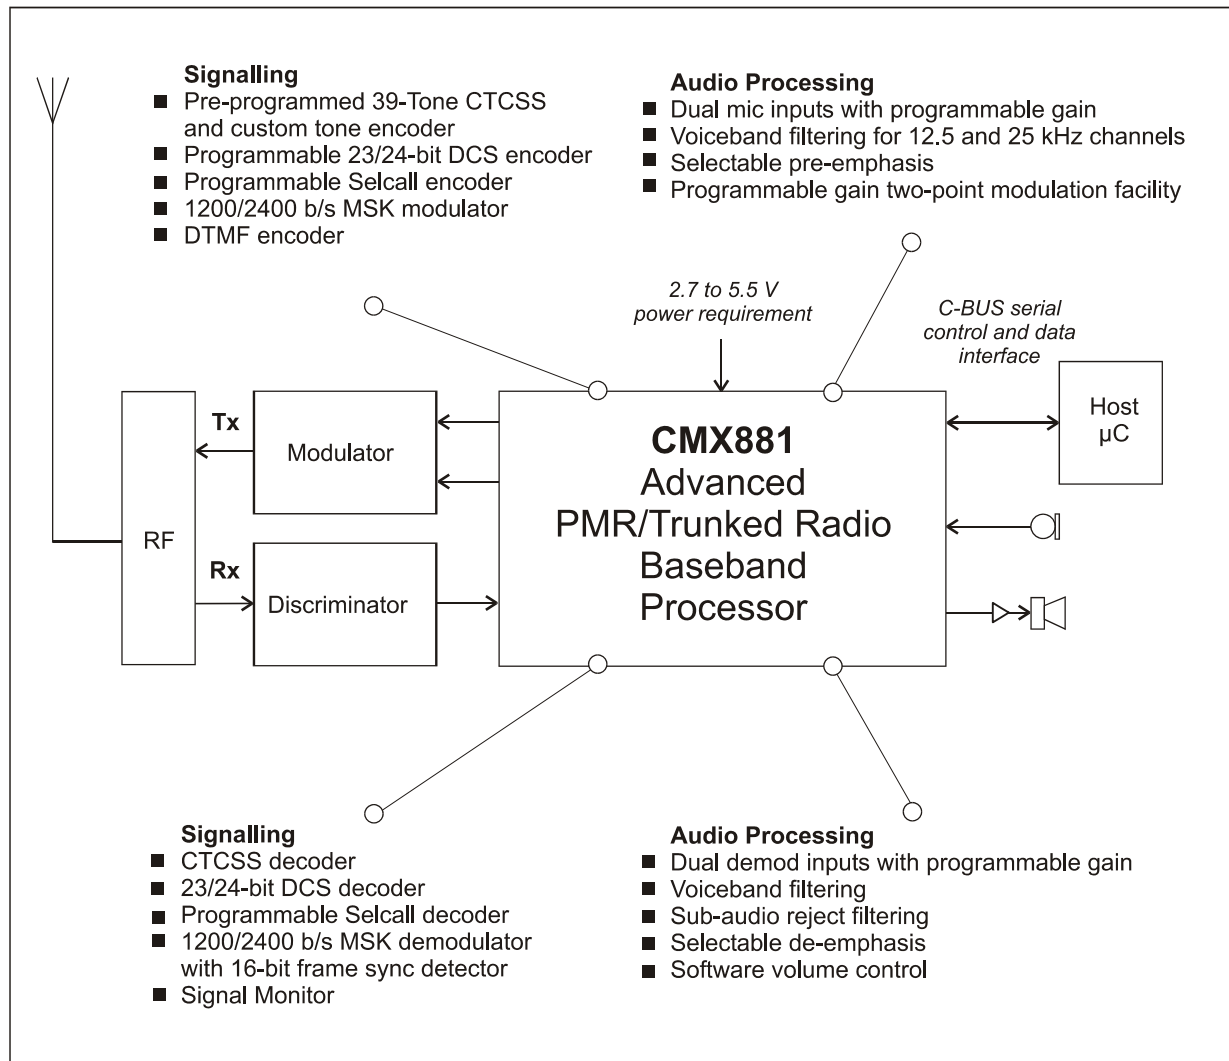 Signalling
Pre-programmed 39-Tone CTCSS
and custom tone encoder
Programmable 23/24-bit DCS encoder
Programmable Selcall encoder
1200/2400 b/s MSK modulator
DTMF encoder
Audio Processing
Dual mic inputs with programmable gain
Voiceband filtering for 12.5 and 25 kHz channels
Selectable pre-emphasis
Programmable gain two-point modulation facility
2.7 to 5.5 V
power requirement
C-BUS serial
control and data
interface
RF
Tx
Rx
Modulator
Discriminator
CMX881
Advanced
PMR/Trunked Radio
Baseband
Processor
Host
µC
Signalling
CTCSS decoder
23/24-bit DCS decoder
Programmable Selcall decoder
1200/2400 b/s MSK demodulator
with 16-bit frame sync detector
Signal Monitor
Audio Processing
Dual demod inputs with programmable gain
Voiceband filtering
Sub-audio reject filtering
Selectable de-emphasis
Software volume control